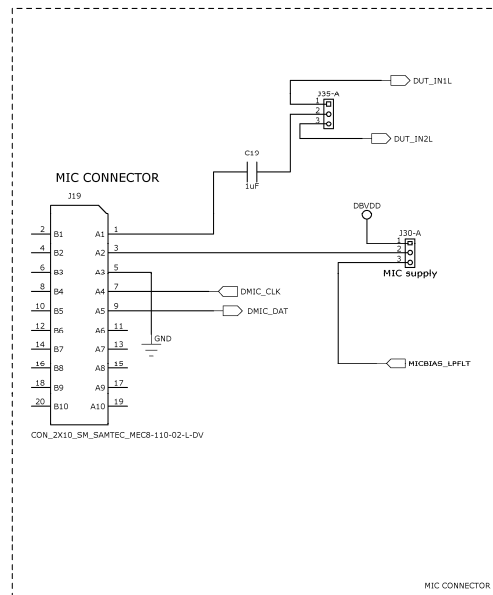 DUT_IN1L
J35-A
1
2
3
DUT_IN2L
C19
1uF
MIC CONNECTOR
J19
DBVDD
J30-A
1
2
3
MIC supply
2 B1 A1 1
4 B2 A2 3
6 B3 A3 5
8 B4 A4 7 DMIC_CLK
10 B5 A5 9 DMIC_DAT
12 B6 A6 11
GND
14 B7 A7 13
16 B8 A8 15
MICBIAS_LPFLT
18 B9 A9 17
20 B10 A10 19
CON_2X10_SM_SAMTEC_MEC8-110-02-L-DV
MIC CONNECTOR